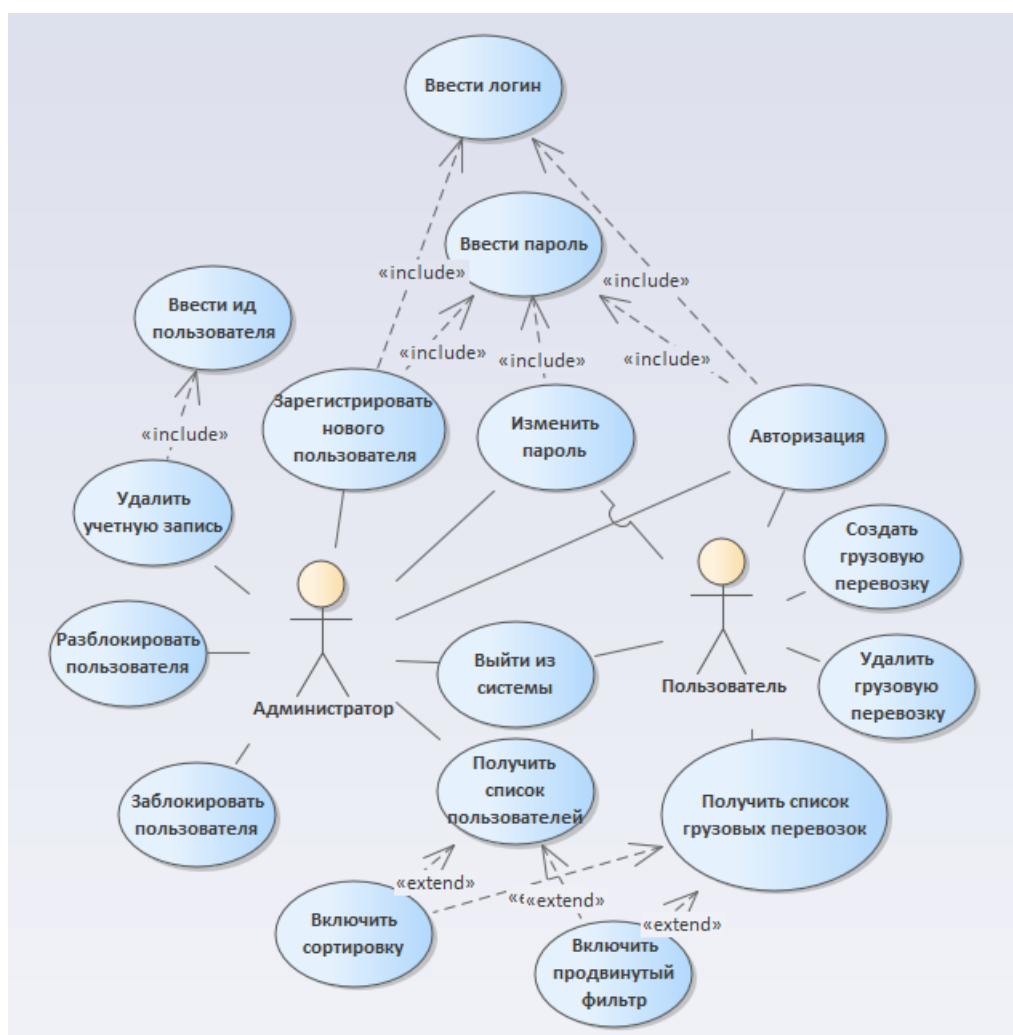 Ввести логин
Ввести пароль
«include»
«include»
Ввести ид
пользователя
«include»
«include»
«include»
Зарегистрировать
нового
пользователя
Изменить
пароль
Авторизация
«include»
Удалить
учетную запись
Создать
грузовую
перевозку
Разблокировать
пользователя
Выйти из
системы
Удалить
грузовую
перевозку
Администратор
Пользователь
Заблокировать
пользователя
Получить
список
пользователей
Получить список
грузовых перевозок
«extend»
«extend»
«extend»
Включить
сортировку
Включить
продвинутый
фильтр